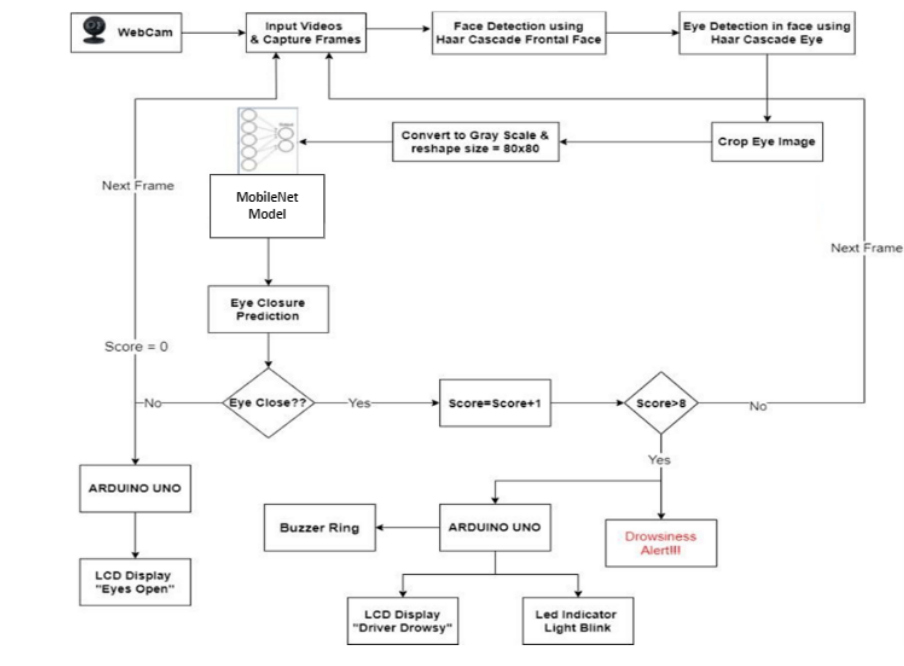 WebCam
Input Videos
& Capture Frames
Face Detection using
Haar Cascade Frontal Face
Eye Detection in face using
Haar Cascade Eye
Convert to Gray Scale &
reshape size = 80x80
Crop Eye Image
Next Frame
MobileNet
Model
Next Frame
Eye Closure
Prediction
Score = 0
No
Eye Close??
Yes
Score=Score+1
Score>8
No
Yes
ARDUINO UNO
Buzzer Ring
ARDUINO UNO
Drowsiness
Alert!!!
LCD Display
"Eyes Open"
LCD Display
"Driver Drowsy"
Led Indicator
Light Blink